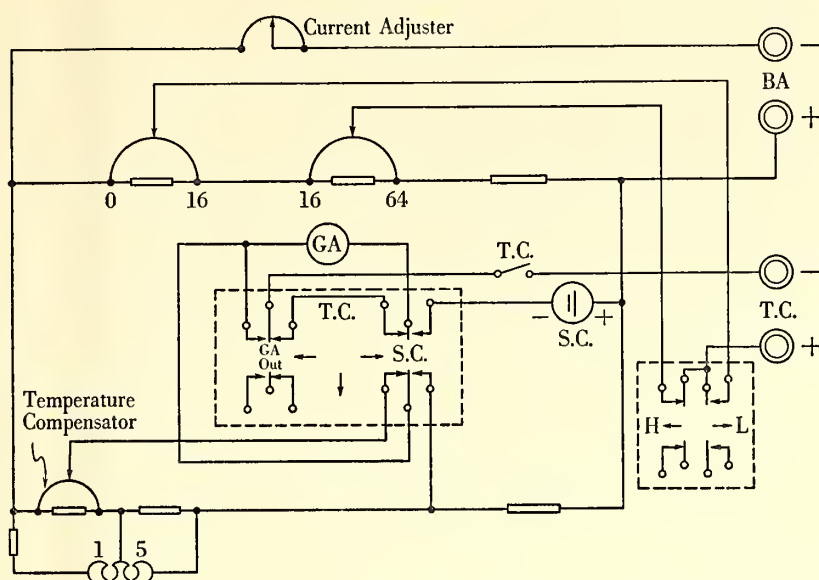 Current Adjuster
−
BA
+
0 16 16 64
GA
T.C.
−
T.C.
GA
Out
S.C.
− +
S.C.
T.C.
+
H L
Temperature
Compensator
1 5